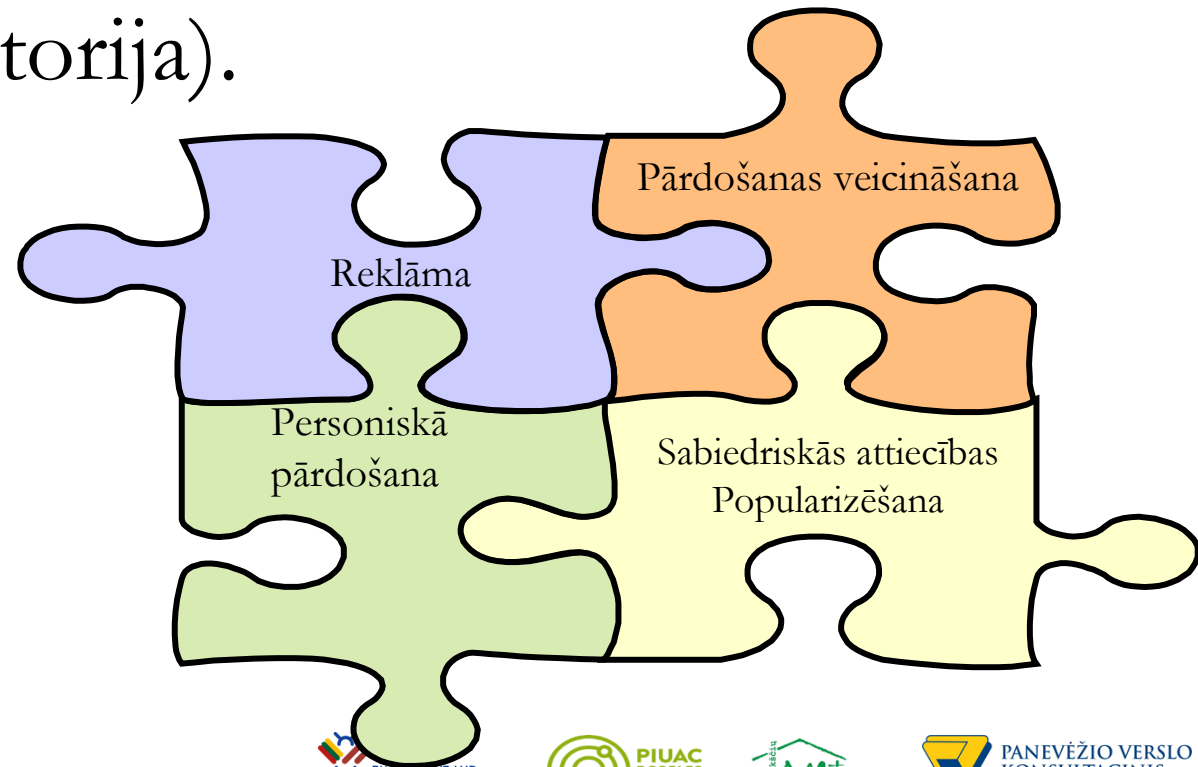 torija).
Pārdošanas veicināšana
Reklāma
Personiskā
pārdošana
Sabiedriskās attiecības
Popularizēšana
PIUAC
PANEVĖŽIO VERSLO